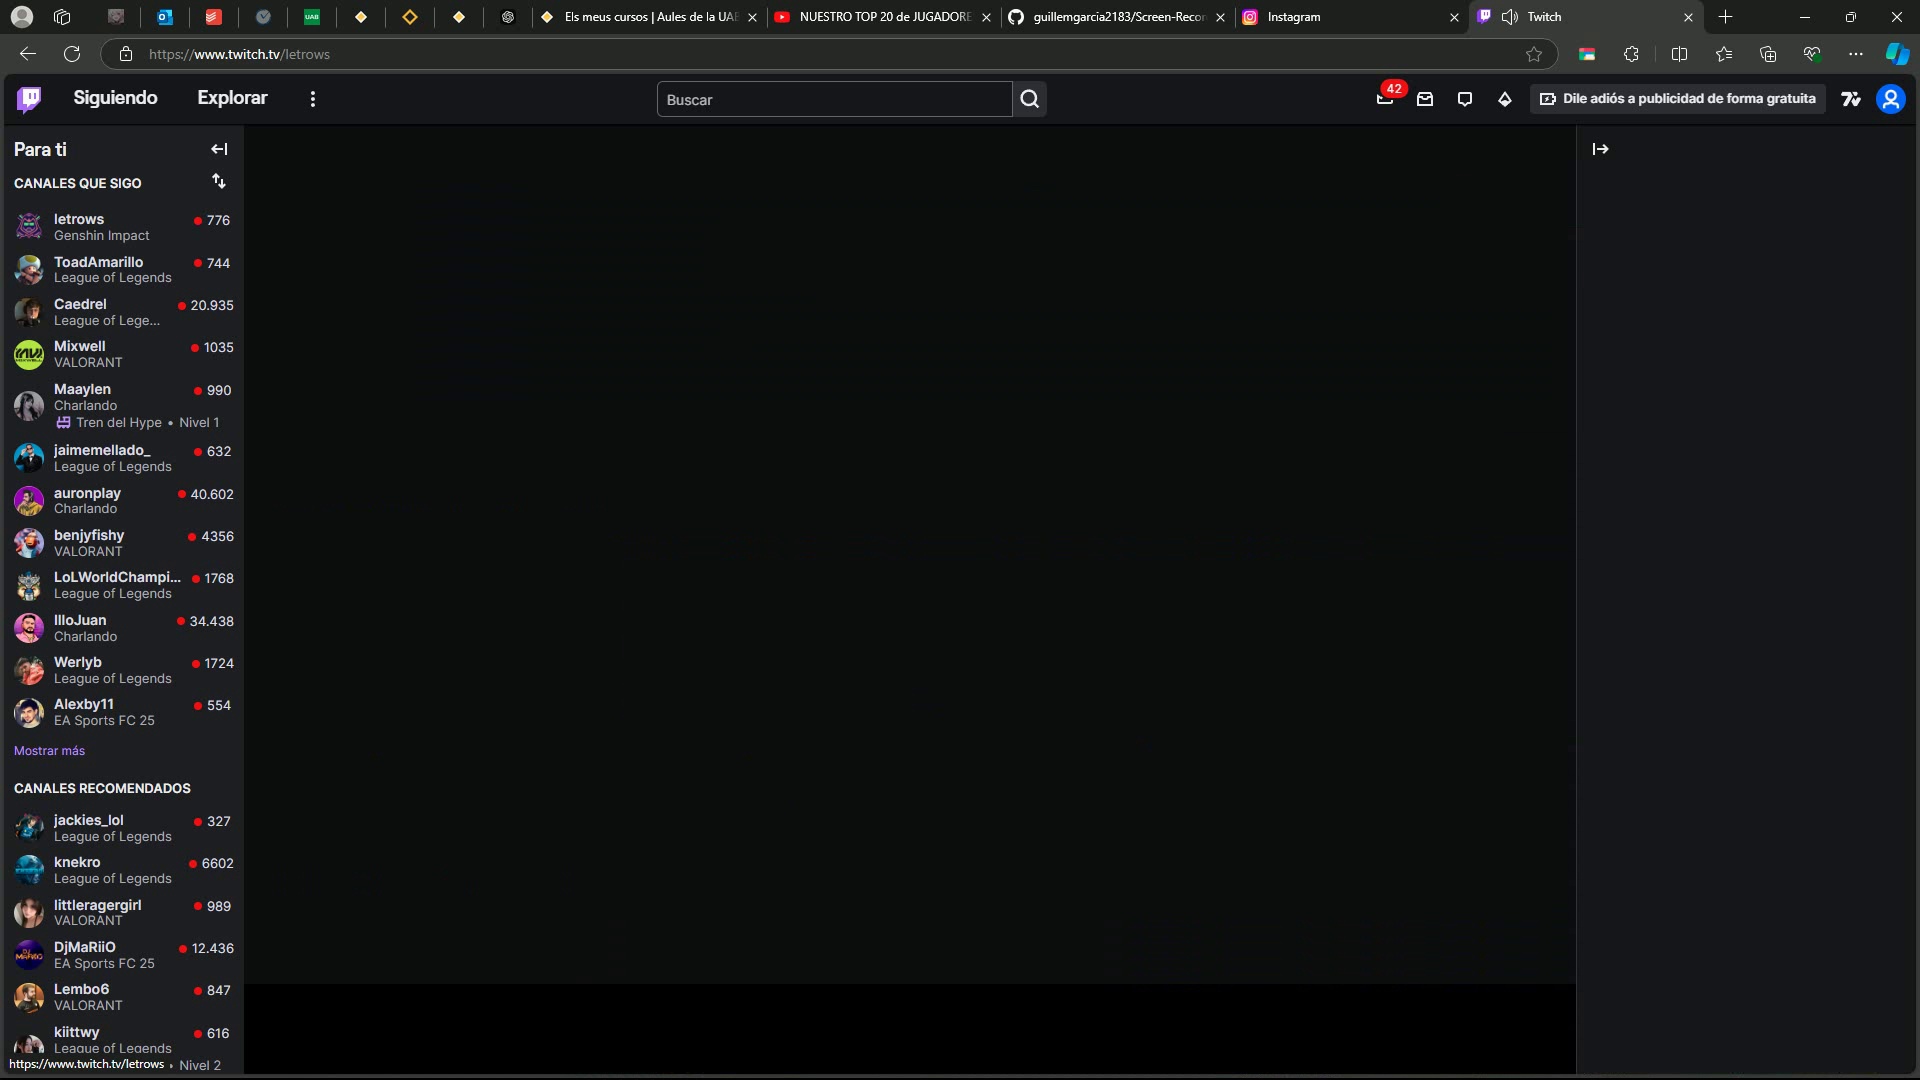 Els meus cursos | Aules de la UAB
NUESTRO TOP 20 de JUGADORE
guillemgarcia2183/Screen-Recor
Instagram
Twitch
https://www.twitch.tv/letrows
Siguiendo
Explorar
Buscar
42
Dile adiós a publicidad de forma gratuita
Para ti
CANALES QUE SIGO
letrows 776
Genshin Impact
ToadAmarillo 744
League of Legends
Caedrel 20.935
League of Lege...
Mixwell 1035
VALORANT
Maaylen 990
Charlando
Tren del Hype • Nivel 1
jaimemellado_ 632
League of Legends
auronplay 40.602
Charlando
benjyfishy 4356
VALORANT
LoLWorldChampi... 1768
League of Legends
IlloJuan 34.438
Charlando
Werlyb 1724
League of Legends
Alexby11 554
EA Sports FC 25
Mostrar más
CANALES RECOMENDADOS
jackies_lol 327
League of Legends
knekro 6602
League of Legends
littleragergirl 989
VALORANT
DjMaRiiO 12.436
EA Sports FC 25
Lembo6 847
VALORANT
kiittwy 616
League of Legends
https://www.twitch.tv/letrows • Nivel 2